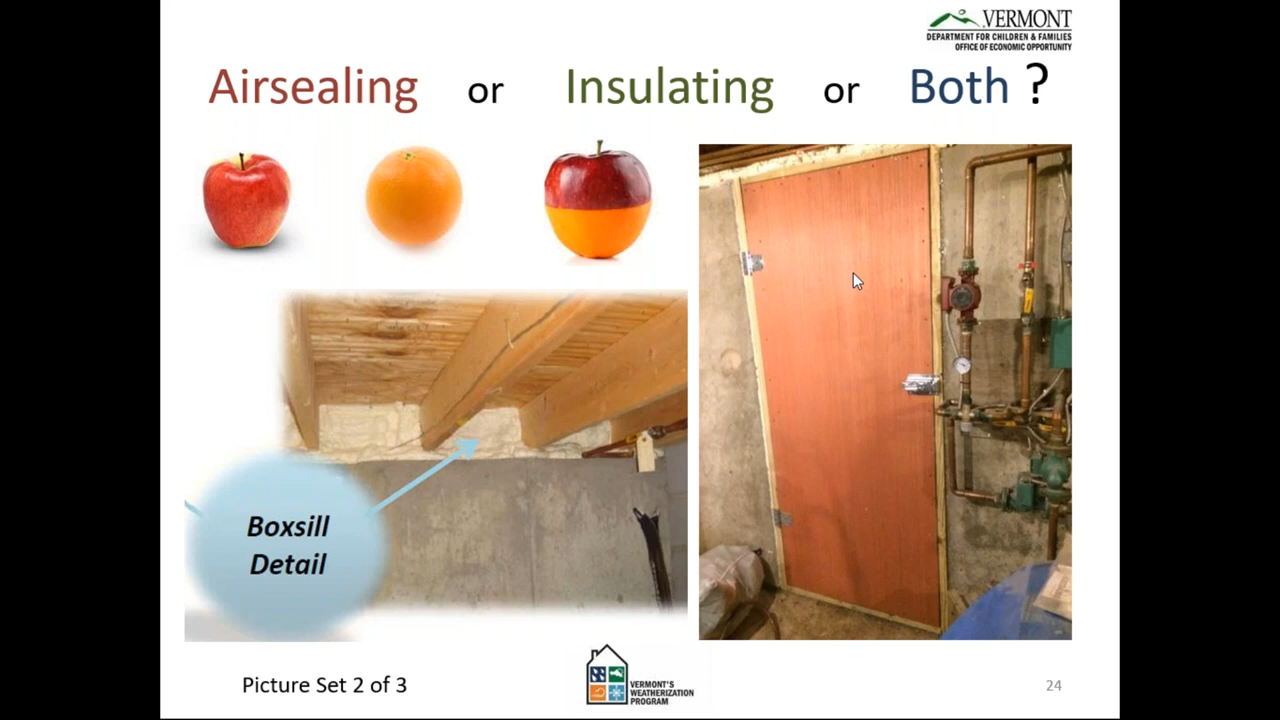 VERMONT
DEPARTMENT FOR CHILDREN & FAMILIES
OFFICE OF ECONOMIC OPPORTUNITY
Airsealing or Insulating or Both ?
Boxsill
Detail
Picture Set 2 of 3
VERMONT'S
WEATHERIZATION
PROGRAM
24